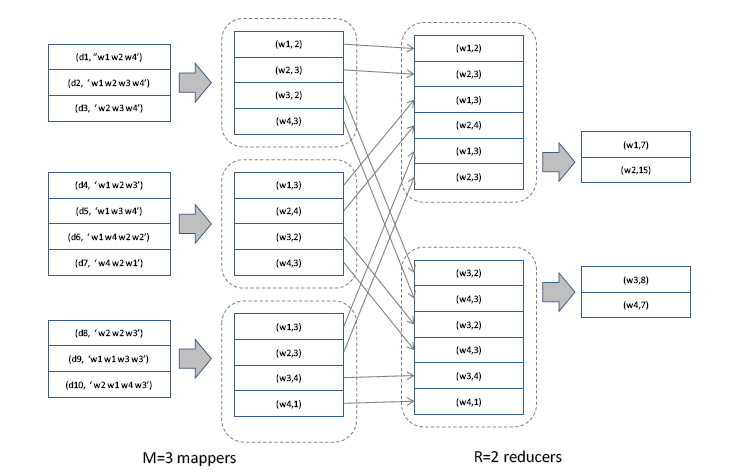 (d1, "w1 w2 w4')
(d2, ' w1 w2 w3 w4')
(d3, ' w2 w3 w4')
(w1, 2)
(w2, 3)
(w3, 2)
(w4,3)
(d4, ' w1 w2 w3')
(d5, 'w1 w3 w4')
(d6, ' w1 w4 w2 w2')
(d7, ' w4 w2 w1')
(w1,3)
(w2,4)
(w3,2)
(w4,3)
(d8, ' w2 w2 w3')
(d9, 'w1 w1 w3 w3')
(d10, 'w2 w1 w4 w3')
(w1,3)
(w2,3)
(w3,4)
(w4,1)
M=3 mappers
(w1,2)
(w2,3)
(w1,3)
(w2,4)
(w1,3)
(w2,3)
(w3,2)
(w4,3)
(w3,2)
(w4,3)
(w3,4)
(w4,1)
R=2 reducers
(w1,7)
(w2,15)
(w3,8)
(w4,7)